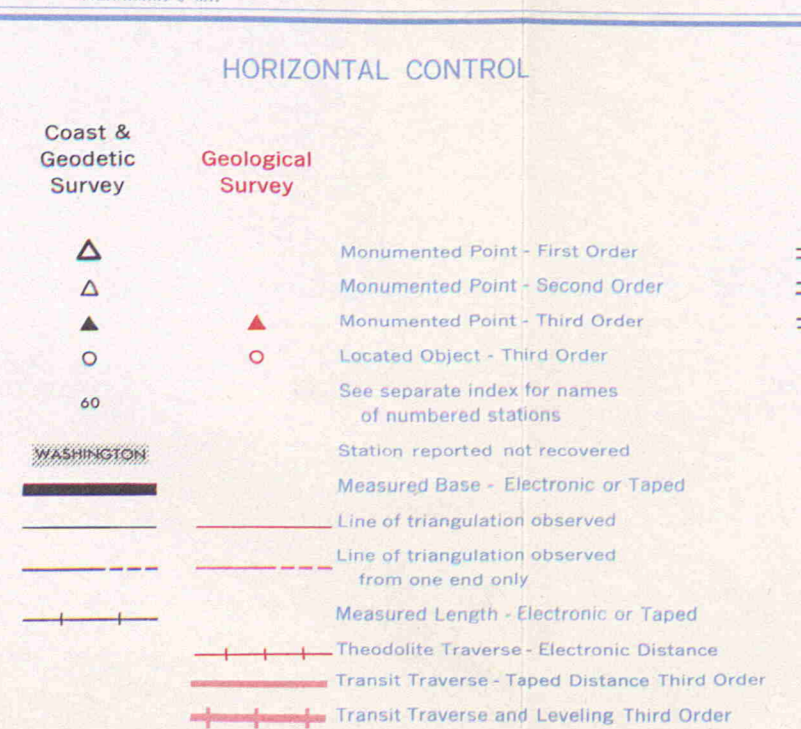 HORIZONTAL CONTROL
Coast &
Geodetic
Survey
Geological
Survey
Monumented Point - First Order
Monumented Point - Second Order
Monumented Point - Third Order
Located Object - Third Order
60
See separate index for names
of numbered stations
WASHINGTON
Station reported not recovered
Measured Base - Electronic or Taped
Line of triangulation observed
Line of triangulation observed
from one end only
Measured Length - Electronic or Taped
Theodolite Traverse - Electronic Distance
Transit Traverse - Taped Distance Third Order
Transit Traverse and Leveling Third Order